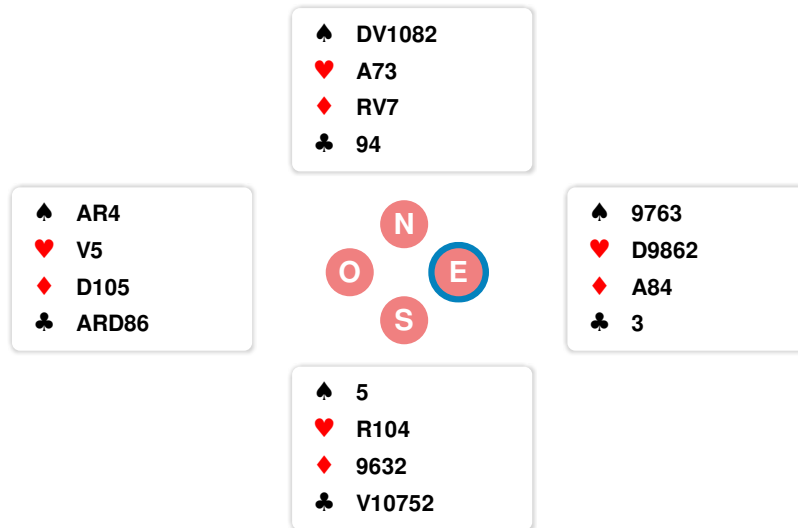 ♠ DV1082
♥ A73
♦ RV7
♣ 94
♠ AR4
♥ V5
♦ D105
♣ ARD86
N
O
E
S
♠ 9763
♥ D9862
♦ A84
♣ 3
♠ 5
♥ R104
♦ 9632
♣ V10752